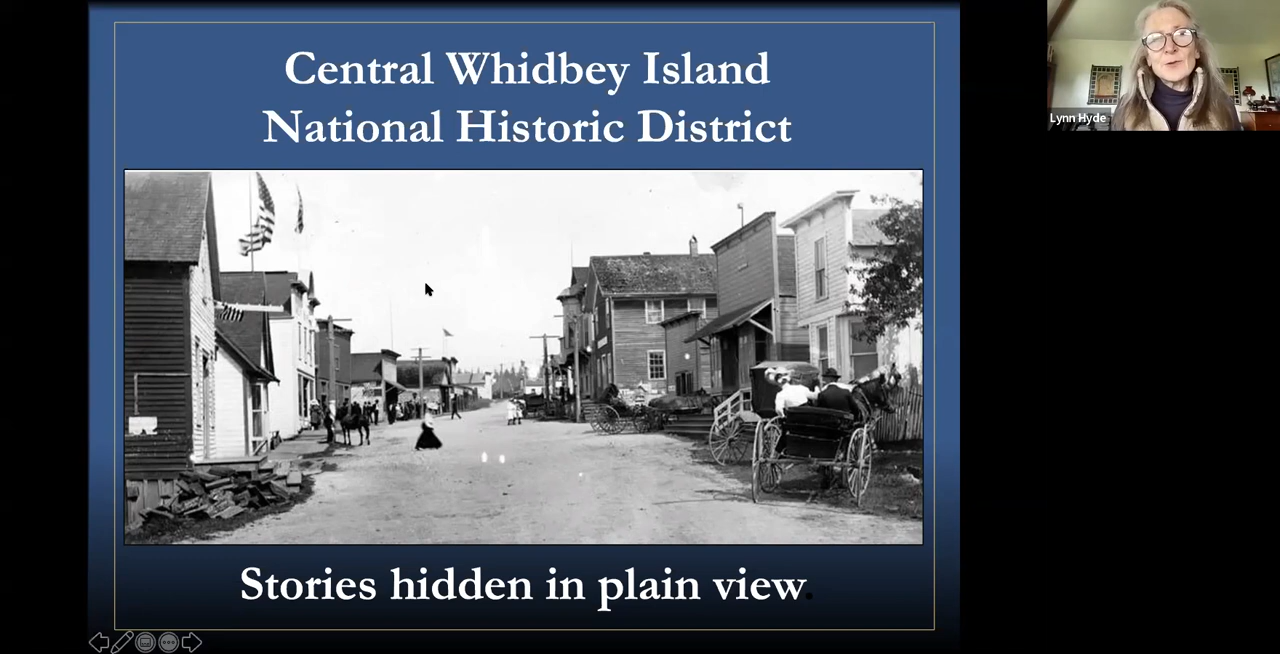 Central Whidbey Island
National Historic District
Stories hidden in plain view.
Lynn Hyde